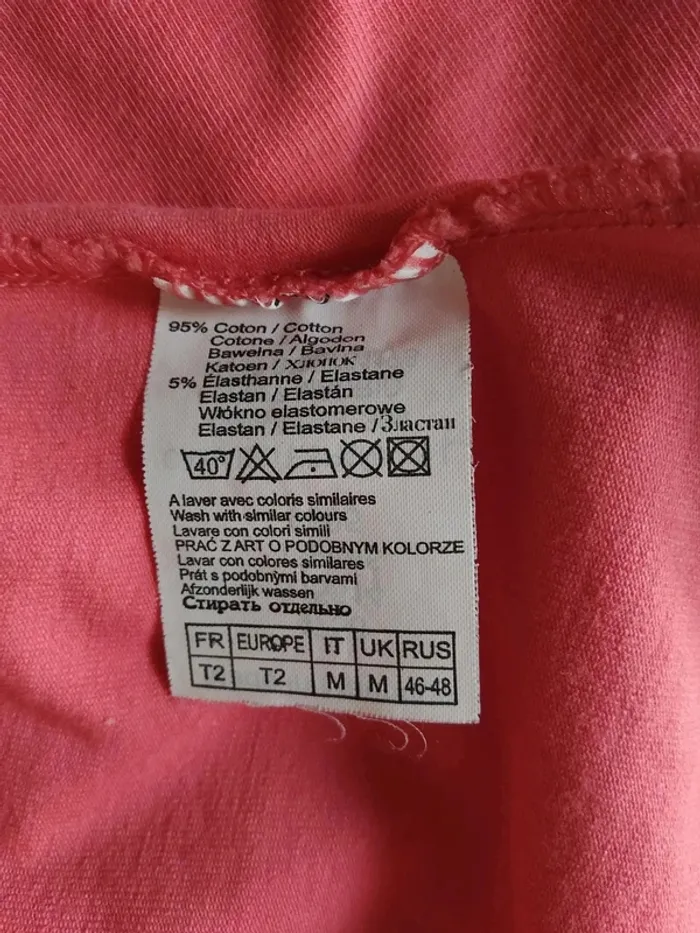 95% Coton / Cotton
Cotone / Algodon
Bawełna / Bavlna
Katoen / Хлопок
5% Élasthanne / Elastane
Elastan / Elastán
Włókno elastomerowe
Elastan / Elastane / Эластан
40°
A laver avec coloris similaires
Wash with similar colours
Lavare con colori simili
PRAĆ Z ART O PODOBNYM KOLORZE
Lavar con colores similares
Prát s podobnými barvami
Afzonderlijk wassen
Стирать отдельно
FR EUROPE IT UK RUS
T2 T2 M M 46-48